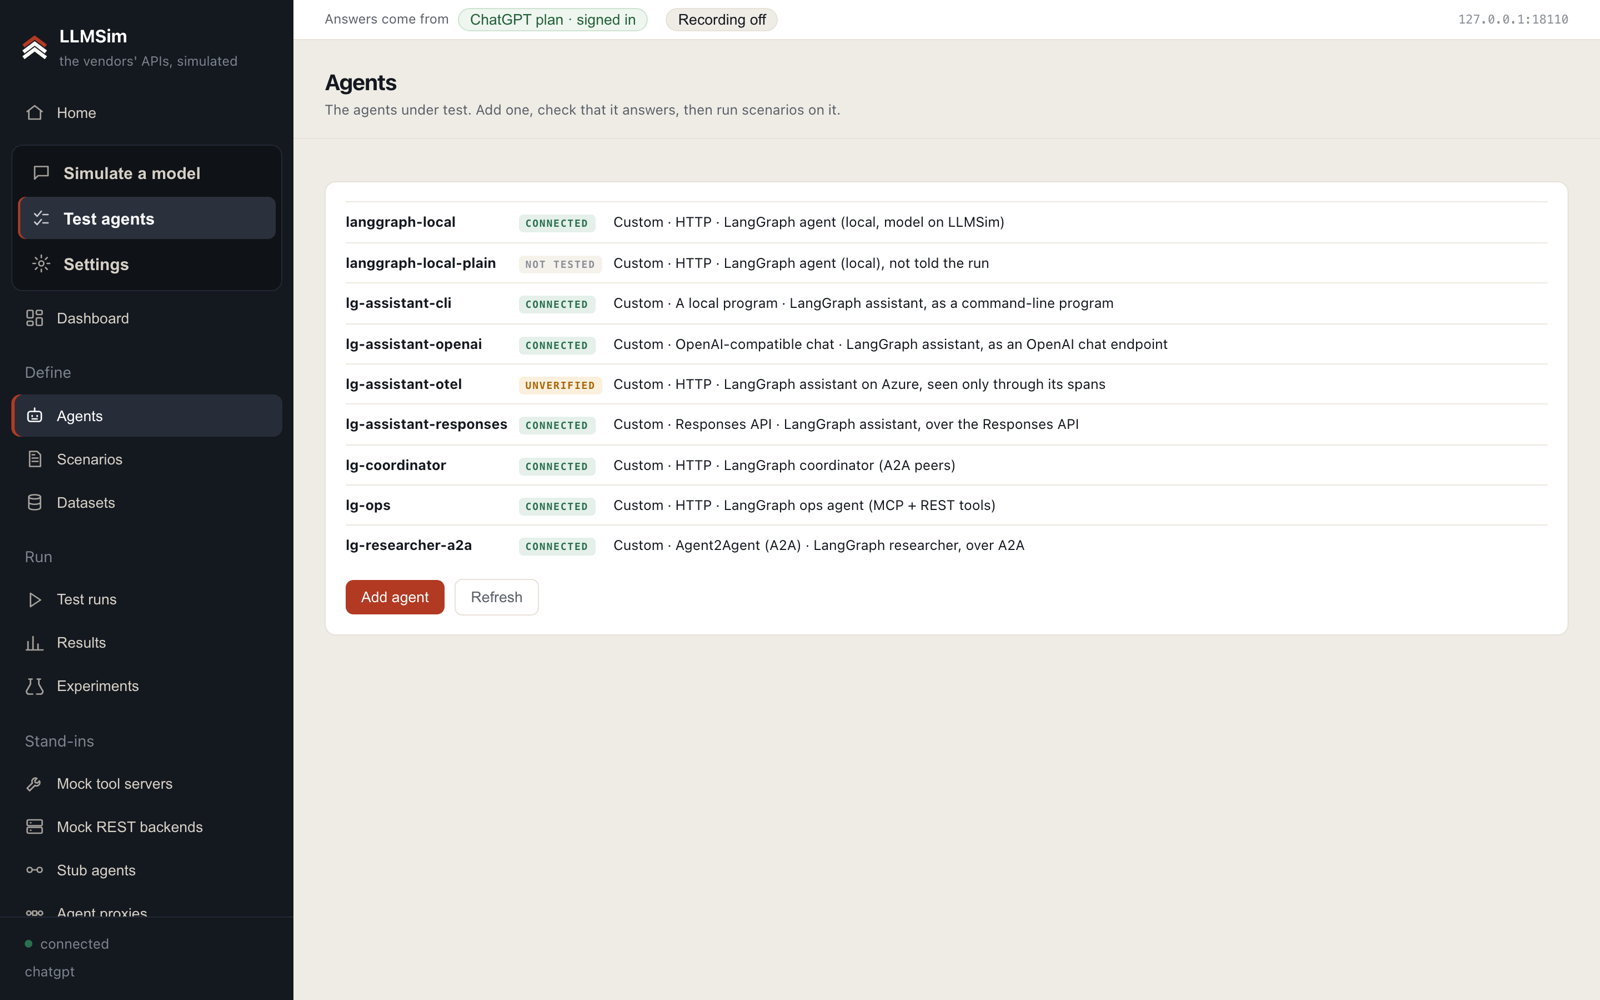 LLMSim
the vendors' APIs, simulated
Home
Simulate a model
Test agents
Settings
Dashboard
Define
Agents
Scenarios
Datasets
Run
Test runs
Results
Experiments
Stand-ins
Mock tool servers
Mock REST backends
Stub agents
Agent proxies
connected
chatgpt
Answers come from ChatGPT plan · signed in Recording off 127.0.0.1:18110
Agents
The agents under test. Add one, check that it answers, then run scenarios on it.
langgraph-local CONNECTED Custom · HTTP · LangGraph agent (local, model on LLMSim)
langgraph-local-plain NOT TESTED Custom · HTTP · LangGraph agent (local), not told the run
lg-assistant-cli CONNECTED Custom · A local program · LangGraph assistant, as a command-line program
lg-assistant-openai CONNECTED Custom · OpenAI-compatible chat · LangGraph assistant, as an OpenAI chat endpoint
lg-assistant-otel UNVERIFIED Custom · HTTP · LangGraph assistant on Azure, seen only through its spans
lg-assistant-responses CONNECTED Custom · Responses API · LangGraph assistant, over the Responses API
lg-coordinator CONNECTED Custom · HTTP · LangGraph coordinator (A2A peers)
lg-ops CONNECTED Custom · HTTP · LangGraph ops agent (MCP + REST tools)
lg-researcher-a2a CONNECTED Custom · Agent2Agent (A2A) · LangGraph researcher, over A2A
Add agent Refresh